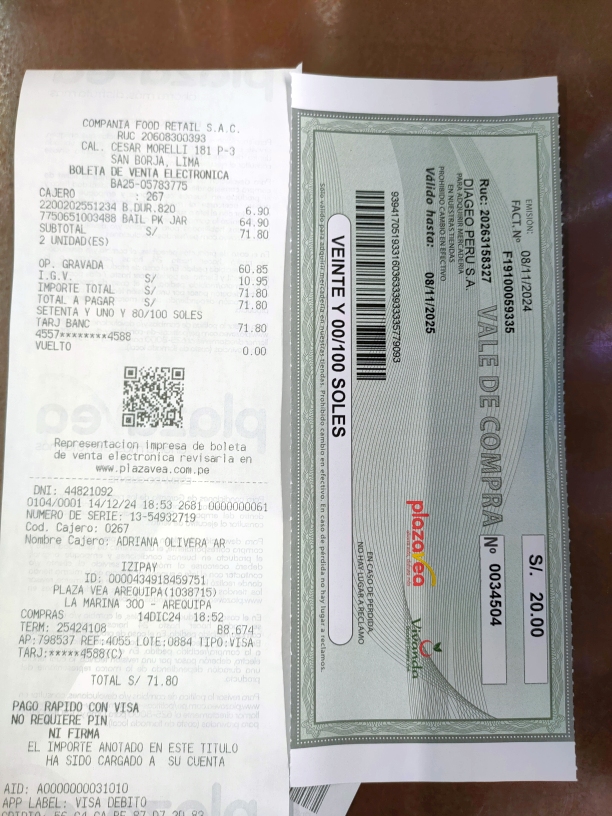 COMPANIA FOOD RETAIL S.A.C.
RUC 20608300393
CAL. CESAR MORELLI 181 P-3
SAN BORJA, LIMA
BOLETA DE VENTA ELECTRONICA
BA25-05783775
CAJERO : 267
2200202551234 B.DUR.820 6.90
7750651003488 BAIL PK JAR 64.90
SUBTOTAL S/ 71.80
2 UNIDAD(ES)
OP. GRAVADA 60.85
I.G.V. S/ 10.95
IMPORTE TOTAL S/ 71.80
TOTAL A PAGAR S/ 71.80
SETENTA Y UNO Y 80/100 SOLES
TARJ BANC 71.80
4557********4588
VUELTO 0.00
Representacion impresa de boleta
de venta electronica revisarla en
www.plazavea.com.pe
DNI: 44821092
0104/0001 14/12/24 18:53 2681 0000000061
NUMERO DE SERIE: 13-54932719
Cod. Cajero: 0267
Nombre Cajero: ADRIANA OLIVERA AR
IZIPAY
ID: 0000434918459751
PLAZA VEA AREQUIPA(1038715)
LA MARINA 300 - AREQUIPA
COMPRAS 14DIC24 18:52
TERM: 25424108 B8.674
AP:798537 REF:4055 LOTE:0884 TIPO:VISA
TARJ:*****4588(C)
TOTAL S/ 71.80
PAGO RAPIDO CON VISA
NO REQUIERE PIN
NI FIRMA
EL IMPORTE ANOTADO EN ESTE TITULO
HA SIDO CARGADO A SU CUENTA
AID: A0000000031010
APP LABEL: VISA DEBITO
EMISIÓN: 08/11/2024
FACT. Nº F19100059335
S/. 20.00
VALE DE COMPRA
Nº 0034504
Ruc: 20263158327
DIAGEO PERU S.A.
PARA ADQUIRIR MERCADERIA
EN NUESTRAS TIENDAS
PROHIBIDO CAMBIO EN EFECTIVO
Válido hasta: 08/11/2025
plazavea
Vivanda
EN CASO DE PERDIDA
NO HAY LUGAR A RECLAMO
VEINTE Y 00/100 SOLES
Sólo válido para adquirir mercadería en nuestras tiendas. Prohibido cambio en efectivo. En caso de pérdida no hay lugar a reclamos.